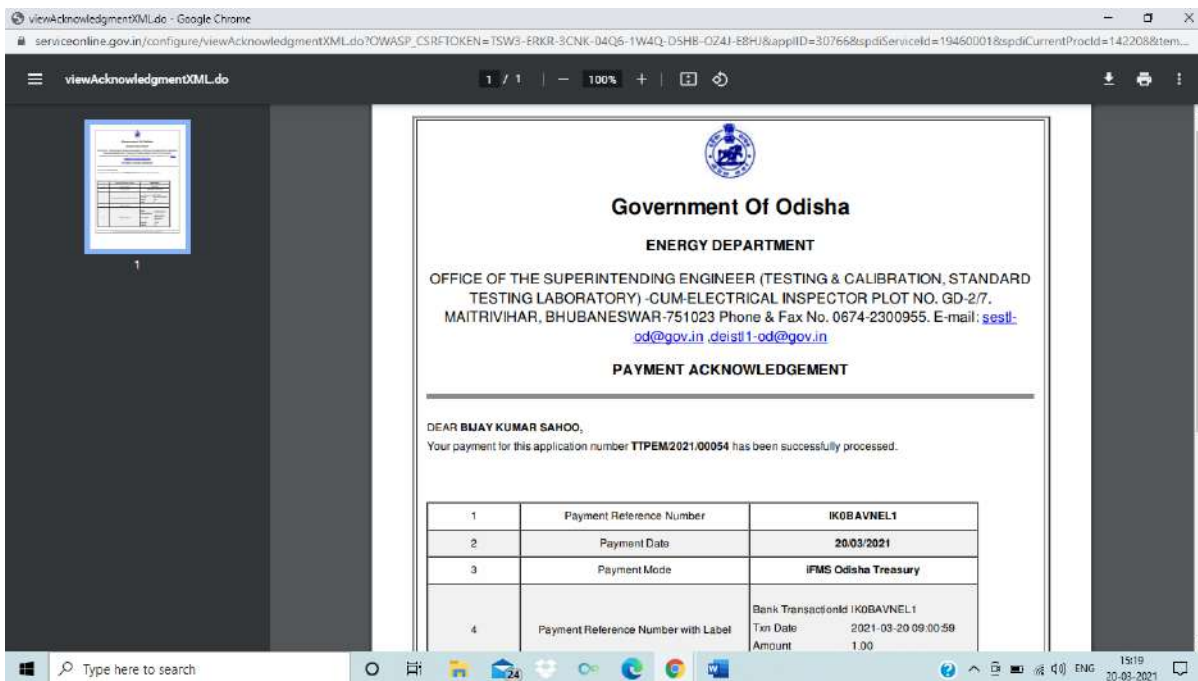 viewAcknowledgmentXML.do - Google Chrome
serviceonline.gov.in/configure/viewAcknowledgmentXML.do?OWASP_CSRFTOKEN=TSW3-ERKR-3CNK-04Q6-1W4Q-O5HB-OZ4J-E8HJ&applID=30766&spdiServiceId=19460001&spdiCurrentProcId=142208&tem...
viewAcknowledgmentXML.do
1 / 1
100%
1
Government Of Odisha
ENERGY DEPARTMENT
OFFICE OF THE SUPERINTENDING ENGINEER (TESTING & CALIBRATION, STANDARD
TESTING LABORATORY) -CUM-ELECTRICAL INSPECTOR PLOT NO. GD-2/7.
MAITRIVIHAR, BHUBANESWAR-751023 Phone & Fax No. 0674-2300955. E-mail: sestl-
od@gov.in ,deistl1-od@gov.in
PAYMENT ACKNOWLEDGEMENT
DEAR BIJAY KUMAR SAHOO,
Your payment for this application number TTPEM/2021/00054 has been successfully processed.
1 Payment Reference Number IK0BAVNEL1
2 Payment Date 20/03/2021
3 Payment Mode iFMS Odisha Treasury
4 Payment Reference Number with Label
Bank TransactionId IK0BAVNEL1
Txn Date 2021-03-20 09:00:59
Amount 1.00
Type here to search
24
ENG
15:19
20-03-2021